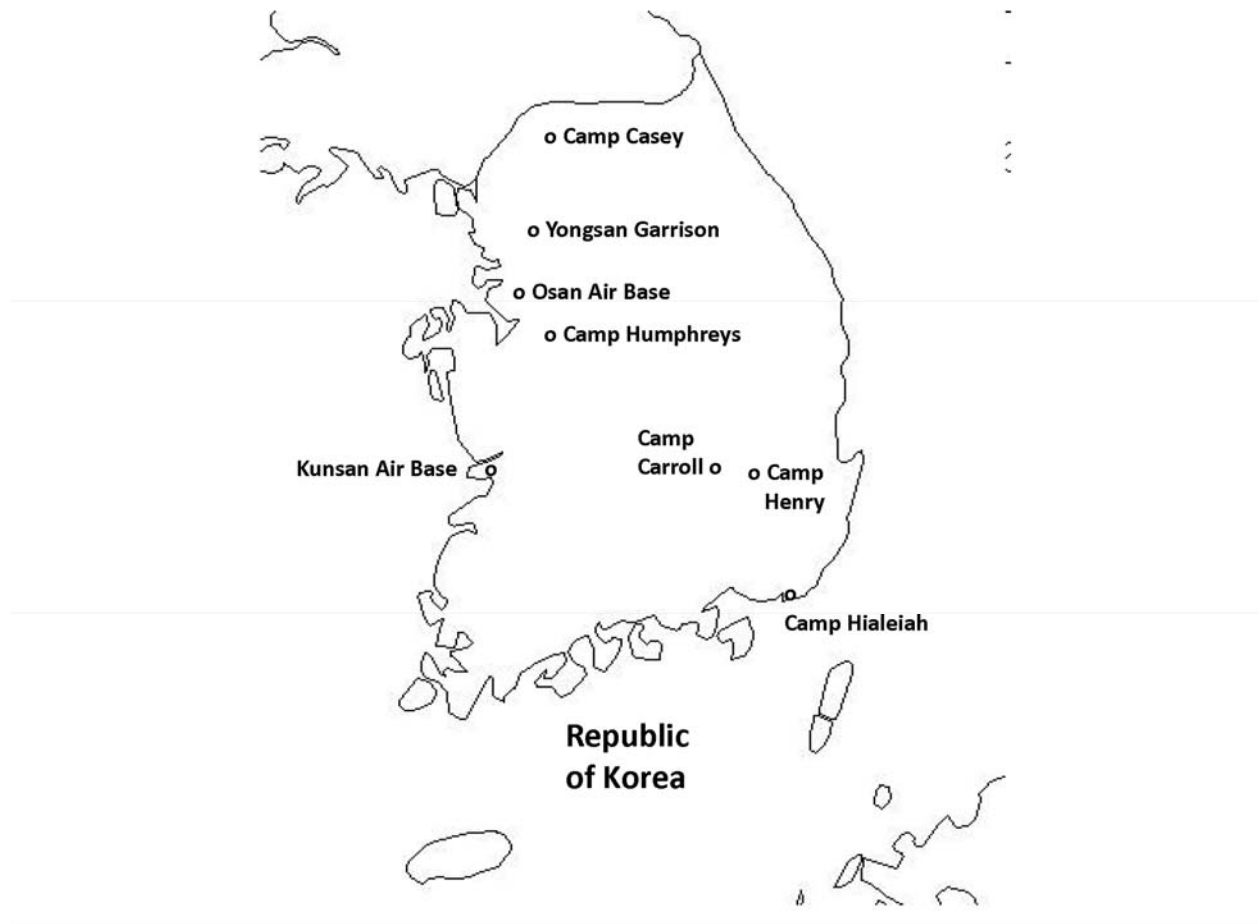 Camp Casey
Yongsan Garrison
Osan Air Base
Camp Humphreys
Camp
Carroll
Kunsan Air Base
Camp
Henry
Camp Hialeiah
Republic
of Korea